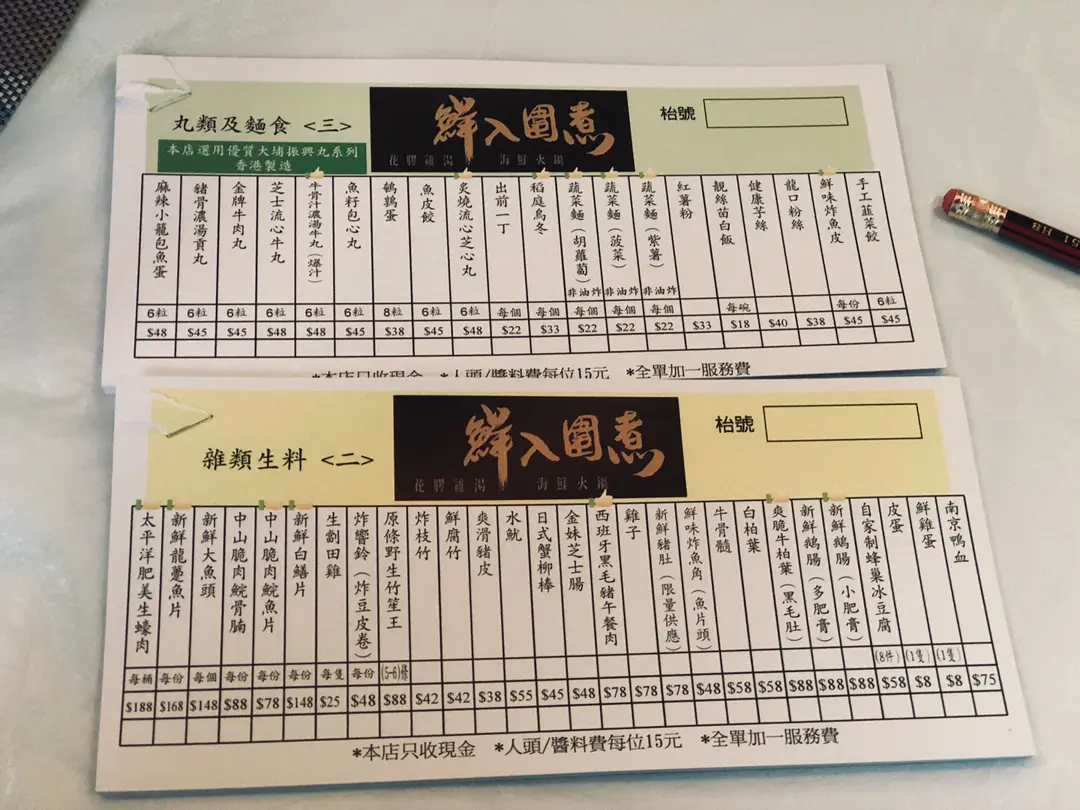 丸類及麵食 <三>
本店選用優質大埔振興丸系列
香港製造
鮮入圍煮
花膠雞湯 海鮮火鍋
枱號
麻辣小籠包魚蛋
豬骨濃湯貢丸
金牌牛肉丸
芝士流心牛丸
牛骨汁濃湯牛丸（爆汁）
魚籽包心丸
鵪鶉蛋
魚皮餃
炙燒流心芝心丸
出前一丁
稻庭烏冬
蔬菜麵（胡蘿蔔）非油炸
蔬菜麵（菠菜）非油炸
蔬菜麵（紫薯）非油炸
紅薯粉
靚絲苗白飯
健康芋絲
龍口粉絲
鮮味炸魚皮
手工韮菜餃
6粒 6粒 6粒 6粒 6粒 6粒 8粒 6粒 6粒 每個 每個 每個 每個 每個 每碗 每份 6粒
$48 $45 $45 $48 $48 $45 $38 $45 $48 $22 $33 $22 $22 $22 $33 $18 $40 $38 $45 $45
*本店只收現金 *人頭/醬料費每位15元 *全單加一服務費
雜類生料 <二>
鮮入圍煮
花膠雞湯 海鮮火鍋
枱號
太平洋肥美生蠔肉
新鮮龍躉魚片
新鮮大魚頭
中山脆肉鯇骨腩
中山脆肉鯇魚片
新鮮白鱔片
生劏田雞
炸響鈴（炸豆皮卷）
原條野生竹笙王
炸枝竹
鮮腐竹
爽滑豬皮
水魷
日式蟹柳棒
金妹芝士腸
西班牙黑毛豬午餐肉
雞子
新鮮豬肚（限量供應）
鮮味炸魚角（魚片頭）
牛骨髓
白柏葉
爽脆牛柏葉（黑毛肚）
新鮮鵝腸（多肥膏）
新鮮鵝腸（小肥膏）
自家制蜂巢冰豆腐
皮蛋
鮮雞蛋
南京鴨血
每桶 每份 每個 每份 每份 每份 每隻 每份 (5-6)條 (8件) (1隻) (1隻)
$188 $168 $148 $88 $78 $148 $25 $48 $88 $42 $42 $38 $55 $45 $48 $78 $78 $78 $48 $58 $58 $88 $88 $88 $58 $8 $8 $75
*本店只收現金 *人頭/醬料費每位15元 *全單加一服務費